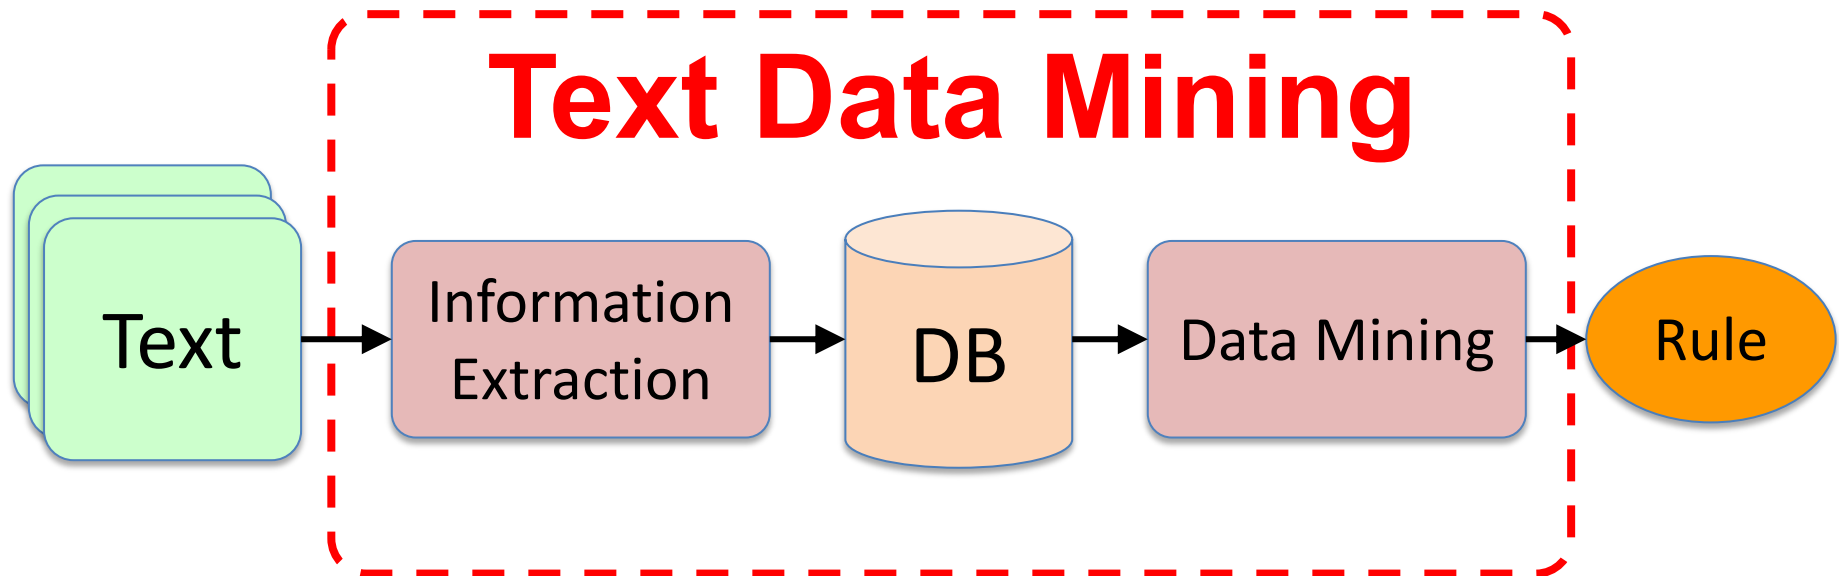 Text Data Mining
Text
Information
Extraction
DB
Data Mining
Rule